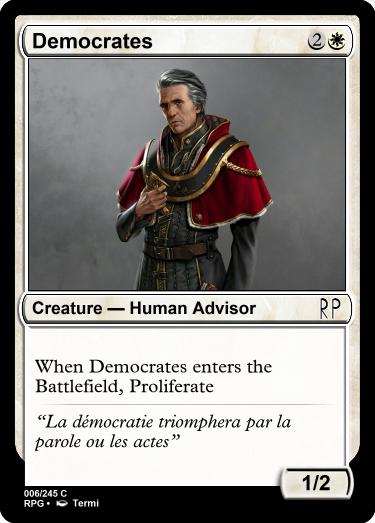 Democrates 2
Creature — Human Advisor RP
When Democrates enters the
Battlefield, Proliferate
“La démocratie triomphera par la
parole ou les actes”
1/2
006/245 C
RPG • Termi